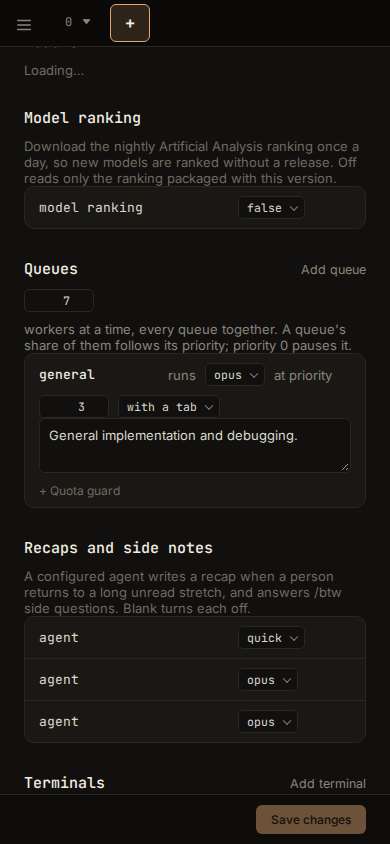 0
+
Loading...
Model ranking
Download the nightly Artificial Analysis ranking once a
day, so new models are ranked without a release. Off
reads only the ranking packaged with this version.
model ranking false
Queues Add queue
7
workers at a time, every queue together. A queue's
share of them follows its priority; priority 0 pauses it.
general runs opus at priority
3 with a tab
General implementation and debugging.
+ Quota guard
Recaps and side notes
A configured agent writes a recap when a person
returns to a long unread stretch, and answers /btw
side questions. Blank turns each off.
agent quick
agent opus
agent opus
Terminals Add terminal
Save changes